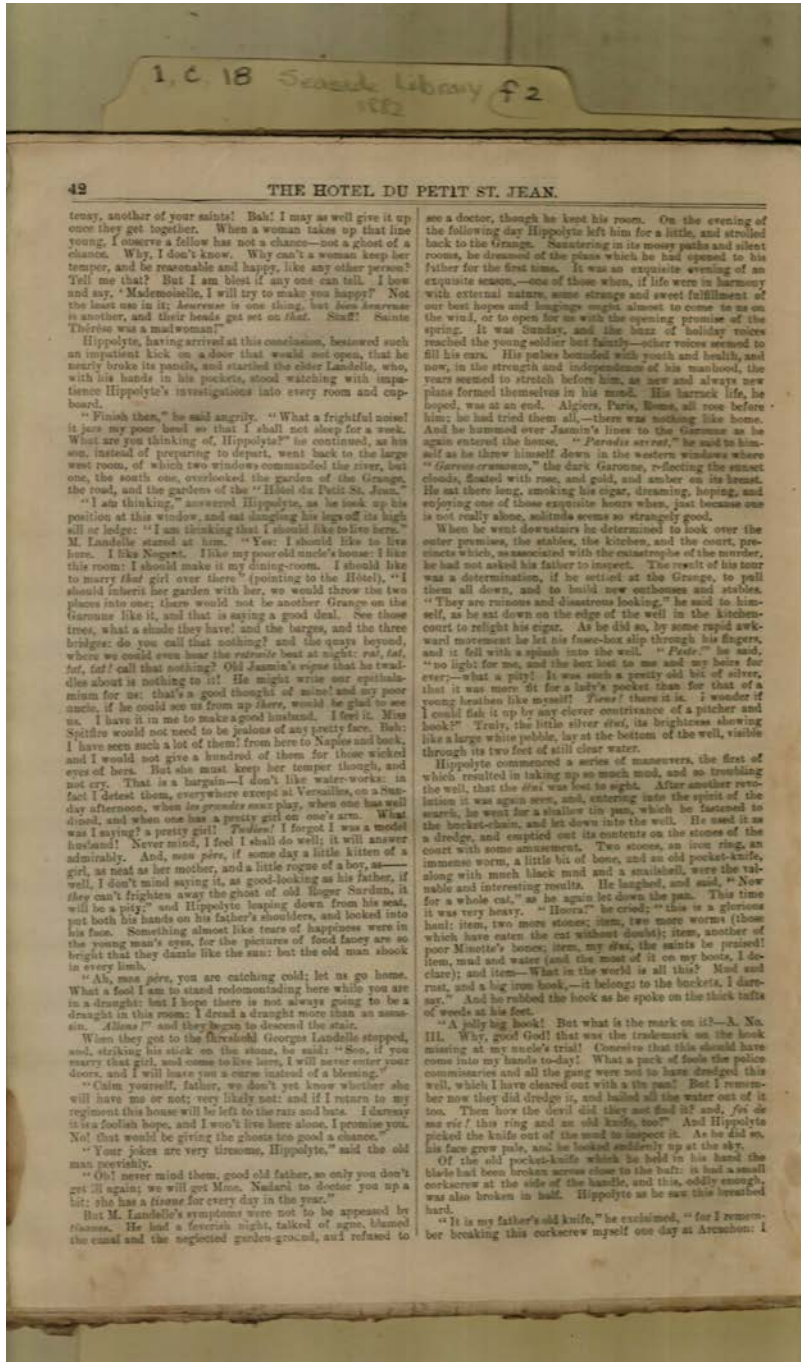 1. C. 18 Seaside Library f 2
1882
42
THE HOTEL DU PETIT ST. JEAN.
tensy, another of your saints! Bah! I may as well give it up
once they get together. When a woman takes up that line
young, I observe a fellow has not a chance—not a ghost of a
chance. Why, I don't know. Why can't a woman keep her
temper, and be reasonable and happy, like any other person?
Tell me that? But I am blest if any one can tell. I bow
and say, 'Mademoiselle, I will try to make you happy?' Not
the least use in it; heureuse is one thing, but bien heureuse
is another, and their heads get set on that. Stuff! Sainte
Thérèse was a madwoman!"
Hippolyte, having arrived at this conclusion, bestowed such
an impatient kick on a door that would not open, that he
nearly broke its panels, and startled the elder Landelle, who,
with his hands in his pockets, stood watching with impa-
tience Hippolyte's investigations into every room and cup-
board.
"Finish then," he said angrily. "What a frightful noise!
it jars my poor head so that I shall not sleep for a week.
What are you thinking of, Hippolyte?" he continued, as his
son, instead of preparing to depart, went back to the large
west room, of which two windows commanded the river, but
one, the south one, overlooked the garden of the Grange,
the road, and the gardens of the "Hôtel du Petit St. Jean."
"I am thinking," answered Hippolyte, as he took up his
position at this window, and sat dangling his legs off its high
sill or ledge: "I am thinking that I should like to live here."
M. Landelle stared at him. "Yes: I should like to live
here. I like Nogent. I like my poor old uncle's house: I like
this room: I should make it my dining-room. I should like
to marry that girl over there" (pointing to the Hôtel), "I
should inherit her garden with her, we would throw the two
places into one; there would not be another Grange on the
Garonne like it, and that is saying a good deal. See those
trees, what a shade they have! and the barges, and the three
bridges: do you call that nothing? and the quays beyond,
where we could even hear the retraite beat at night: rat, tat,
tat, tat! call that nothing? Old Jasmin's vigne that he twad-
dles about is nothing to it! He might write our epithala-
mium for us: that's a good thought of mine! and my poor
uncle, if he could see us from up there, would be glad to see
us. I have it in me to make a good husband. I feel it. Miss
Spitfire would not need to be jealous of any pretty face. Bah:
I have seen such a lot of them! from here to Naples and back,
and I would not give a hundred of them for those wicked
eyes of hers. But she must keep her temper though, and
not cry. That is a bargain—I don't like water-works: in
fact I detest them, everywhere except at Versailles, on a Sun-
day afternoon, when les grandes eaux play, when one has well
dined, and when one has a pretty girl on one's arm. What
was I saying? a pretty girl! Tudieu! I forgot I was a model
husband! Never mind, I feel I shall do well; it will answer
admirably. And, mon père, if some day a little kitten of a
girl, as neat as her mother, and a little rogue of a boy, as——
well, I don't mind saying it, as good-looking as his father, if
they can't frighten away the ghost of old Roger Surdun, it
will be a pity;" and Hippolyte leaping down from his seat,
put both his hands on his father's shoulders, and looked into
his face. Something almost like tears of happiness were in
the young man's eyes, for the pictures of fond fancy are so
bright that they dazzle like the sun: but the old man shook
in every limb.
"Ah, mon père, you are catching cold; let us go home.
What a fool I am to stand rodomontading here while you are
in a draught: but I hope there is not always going to be a
draught in this room: I dread a draught more than an assas-
sin. Allons!" and they began to descend the stair.
When they got to the threshold Georges Landelle stopped,
and, striking his stick on the stone, he said: "Son, if you
marry that girl, and come to live here, I will never enter your
doors, and I will leave you a curse instead of a blessing."
"Calm yourself, father, we don't yet know whether she
will have me or not; very likely not: and if I return to my
regiment this house will be left to the rats and bats. I daresay
it is a foolish hope, and I won't live here alone, I promise you.
No! that would be giving the ghosts too good a chance."
"Your jokes are very tiresome, Hippolyte," said the old
man peevishly.
"Oh! never mind them, good old father, so only you don't
get ill again; we will get Mme. Nadard to doctor you up a
bit: she has a tisane for every day in the year."
But M. Landelle's symptoms were not to be appeased by
tisanes. He had a feverish night, talked of ague, blamed
the canal and the neglected garden-ground, and refused to
see a doctor, though he kept his room. On the evening of
the following day Hippolyte left him for a little, and strolled
back to the Grange. Sauntering in its mossy paths and silent
rooms, he dreamed of the plans which he had opened to his
father for the first time. It was an exquisite evening of an
exquisite season,—one of those when, if life were in harmony
with external nature, some strange and sweet fulfillment of
our best hopes and longings ought almost to come to us on
the wind, or to open for us with the opening promise of the
spring. It was Sunday, and the buzz of holiday voices
reached the young soldier but faintly—other voices seemed to
fill his ears. His pulses bounded with youth and health, and
now, in the strength and independence of his manhood, the
years seemed to stretch before him, as new and always new
plans formed themselves in his mind. His barrack life, he
hoped, was at an end. Algiers, Paris, Rome, all rose before
him; he had tried them all,—there was nothing like home.
And he hummed over Jasmin's lines to the Garonne as he
again entered the house. "Paradis secret," he said to him-
self as he threw himself down in the western windows where
the dark Garonne, reflecting the sunset
clouds, floated with rose, and gold, and amber on its breast.
He sat there long, smoking his cigar, dreaming, hoping, and
enjoying one of those exquisite hours when, just because one
is not really alone, solitude seems so strangely good.
When he went downstairs he determined to look over the
outer premises, the stables, the kitchen, and the court, pre-
cincts which, as associated with the catastrophe of the murder,
he had not asked his father to inspect. The result of his tour
was a determination, if he settled at the Grange, to pull
them all down, and to build new outhouses and stables.
"They are ruinous and disastrous looking," he said to him-
self, as he sat down on the edge of the well in the kitchen-
court to relight his cigar. As he did so, by some rapid awk-
ward movement he let his fusee-box slip through his fingers,
and it fell with a splash into the well. "Peste!" he said,
"no light for me, and the box lost to me and my heirs for
ever;—what a pity! It was such a pretty old bit of silver,
that it was more fit for a lady's pocket than for that of a
young heathen like myself! Tiens! there it is. I wonder if
I could fish it up by any clever contrivance of a pitcher and
hook?" Truly, the little silver étui, its brightness showing
like a large white pebble, lay at the bottom of the well, visible
through its two feet of still clear water.
Hippolyte commenced a series of maneuvers, the first of
which resulted in taking up so much mud, and so troubling
the well, that the étui was lost to sight. After another revo-
lution it was again seen, and, entering into the spirit of the
search, he went for a shallow tin pan, which he fastened to
the bucket-chain, and let down into the well. He used it as
a dredge, and emptied out its contents on the stones of the
court with some amusement. Two stones, an iron ring, an
immense worm, a little bit of bone, and an old pocket-knife,
along with much black mud and a snailshell, were the val-
uable and interesting results. He laughed, and said, "Now
for a whole cat," as he again let down the pan. This time
it was very heavy. "Hoora!" he cried; "this is a glorious
haul: item, two more stones; item, two more worms (those
which have eaten the cat without doubt); item, another of
poor Minette's bones; item, my étui, the saints be praised!
item, mud and water (and the most of it on my boots, I de-
clare); and item—What in the world is all this? Mud and
rust, and a big iron hook,—it belongs to the buckets, I dare-
say." And he rubbed the hook as he spoke on the thick tufts
of weeds at his feet.
"A jolly big hook! But what is the mark on it?—A. No.
III. Why, good God! that was the trademark on the hook
missing at my uncle's trial! Conceive that this should have
come into my hands to-day! What a pack of fools the police
commissaries and all the gang were not to have dredged this
well, which I have cleared out with a tin pan! But I remem-
ber now they did dredge it, and bailed all the water out of it
too. Then how the devil did they not find it? and, foi de
ma vie! this ring and an old knife, too?" And Hippolyte
picked the knife out of the mud to inspect it. As he did so,
his face grew pale, and he looked suddenly up at the sky.
Of the old pocket-knife which he held in his hand the
blade had been broken across close to the haft: it had a small
corkscrew at the side of the handle, and this, oddly enough,
was also broken in half. Hippolyte as he saw this breathed
hard.
"It is my father's old knife," he exclaimed, "for I remem-
ber breaking this corkscrew myself one day at Arcachon: I